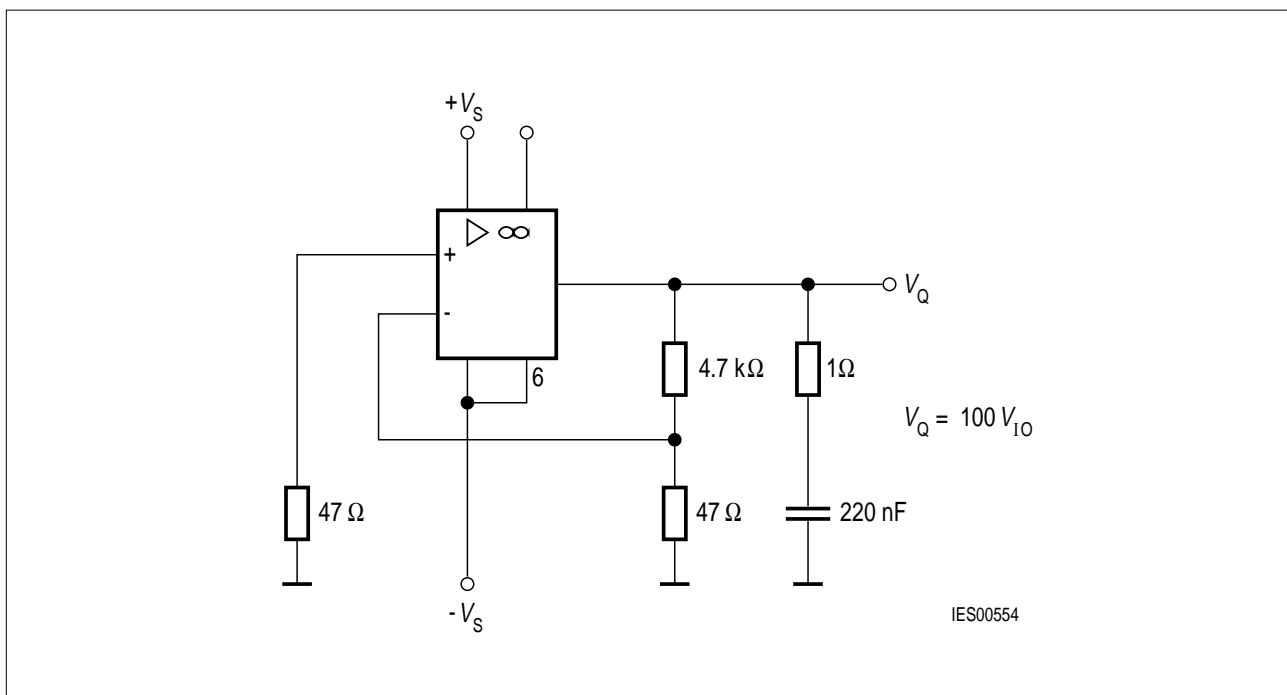 +V_S
▷ ∞
+
-
V_Q
6
4.7 kΩ
1Ω
V_Q = 100 V_IO
47 Ω
47 Ω
220 nF
-V_S
IES00554